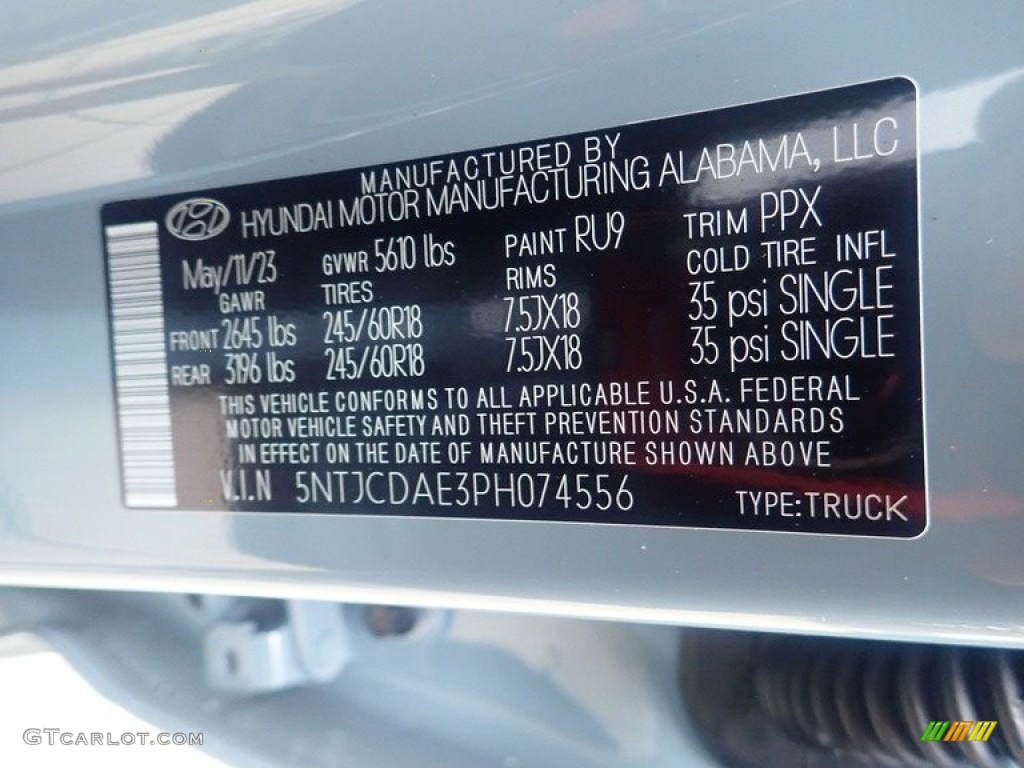 MANUFACTURED BY
HYUNDAI MOTOR MANUFACTURING ALABAMA, LLC
May/11/23 GVWR 5610 lbs PAINT RU9 TRIM PPX
GAWR TIRES RIMS COLD TIRE INFL
FRONT 2645 lbs 245/60R18 7.5JX18 35 psi SINGLE
REAR 3196 lbs 245/60R18 7.5JX18 35 psi SINGLE
THIS VEHICLE CONFORMS TO ALL APPLICABLE U.S.A. FEDERAL
MOTOR VEHICLE SAFETY AND THEFT PREVENTION STANDARDS
IN EFFECT ON THE DATE OF MANUFACTURE SHOWN ABOVE
V.I.N 5NTJCDAE3PH074556 TYPE:TRUCK
GTCarlot.com